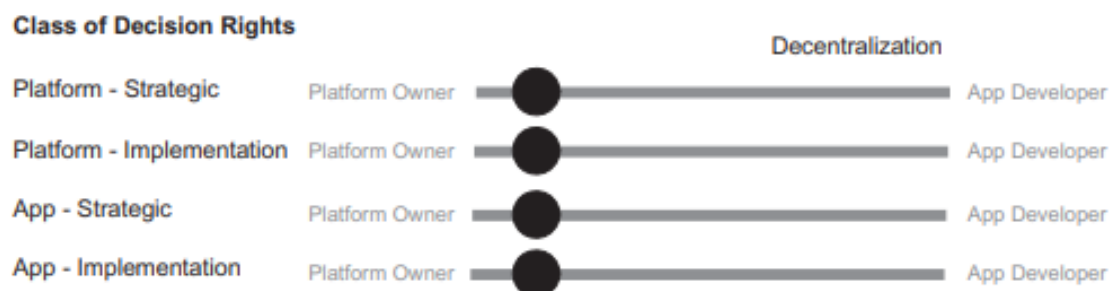 Class of Decision Rights
Decentralization
Platform - Strategic Platform Owner App Developer
Platform - Implementation Platform Owner App Developer
App - Strategic Platform Owner App Developer
App - Implementation Platform Owner App Developer